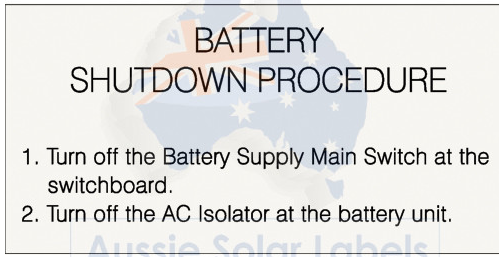 BATTERY
SHUTDOWN PROCEDURE
1. Turn off the Battery Supply Main Switch at the
switchboard.
2. Turn off the AC Isolator at the battery unit.
Aussie Solar Labels